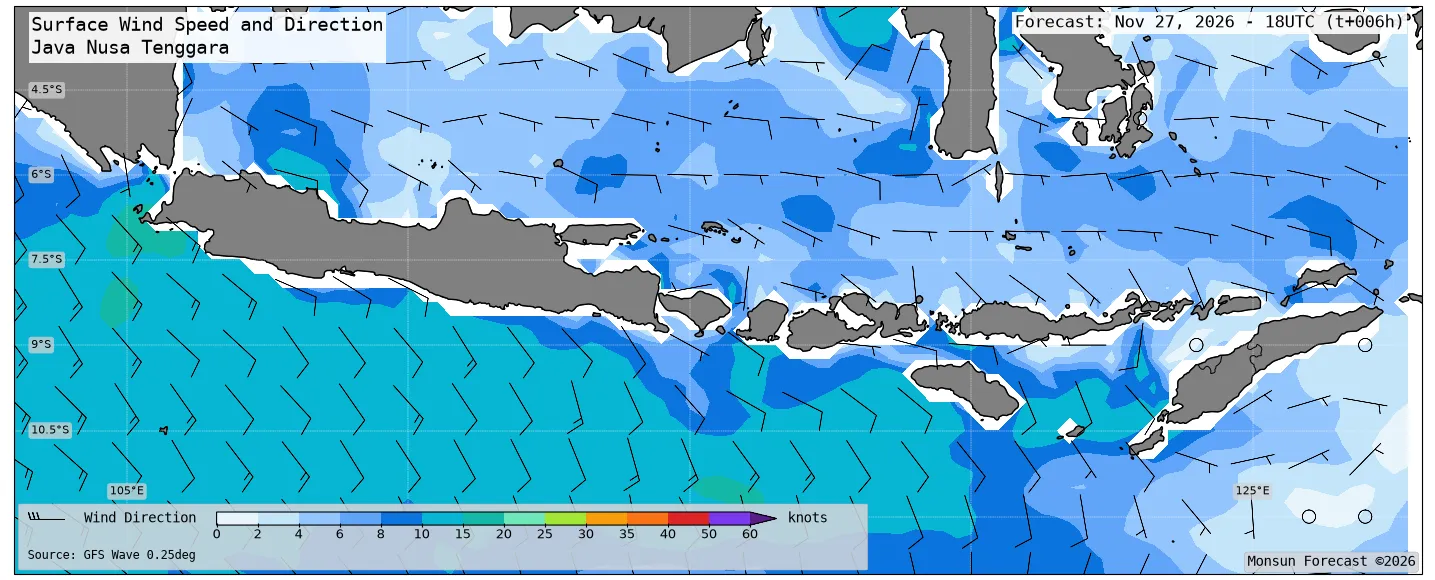 Surface Wind Speed and Direction
Java Nusa Tenggara
Forecast: Nov 27, 2026 - 18UTC (t+006h)
4.5°S
6°S
7.5°S
9°S
10.5°S
105°E
125°E
Wind Direction
0 2 4 6 8 10 15 20 25 30 35 40 50 60
knots
Source: GFS Wave 0.25deg
Monsun Forecast ©2026